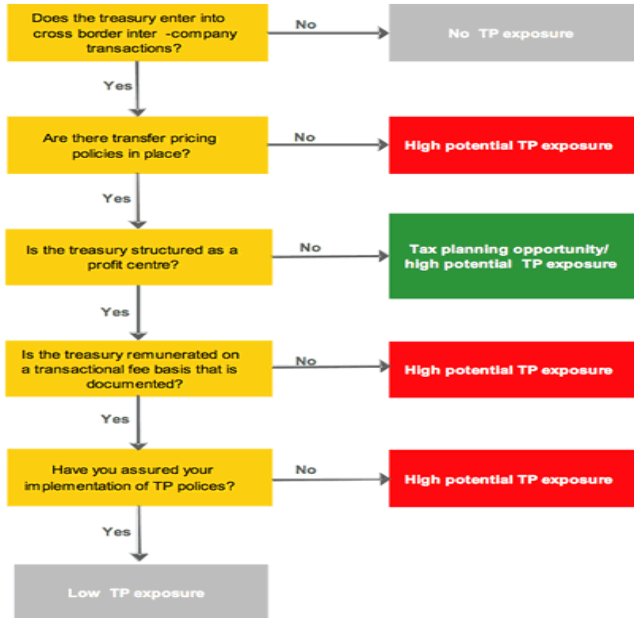 Does the treasury enter into
cross border inter -company
transactions?
No
No TP exposure
Yes
Are there transfer pricing
policies in place?
No
High potential TP exposure
Yes
Is the treasury structured as a
profit centre?
No
Tax planning opportunity/
high potential TP exposure
Yes
Is the treasury remunerated on
a transactional fee basis that is
documented?
No
High potential TP exposure
Yes
Have you assured your
implementation of TP polices?
No
High potential TP exposure
Yes
Low TP exposure